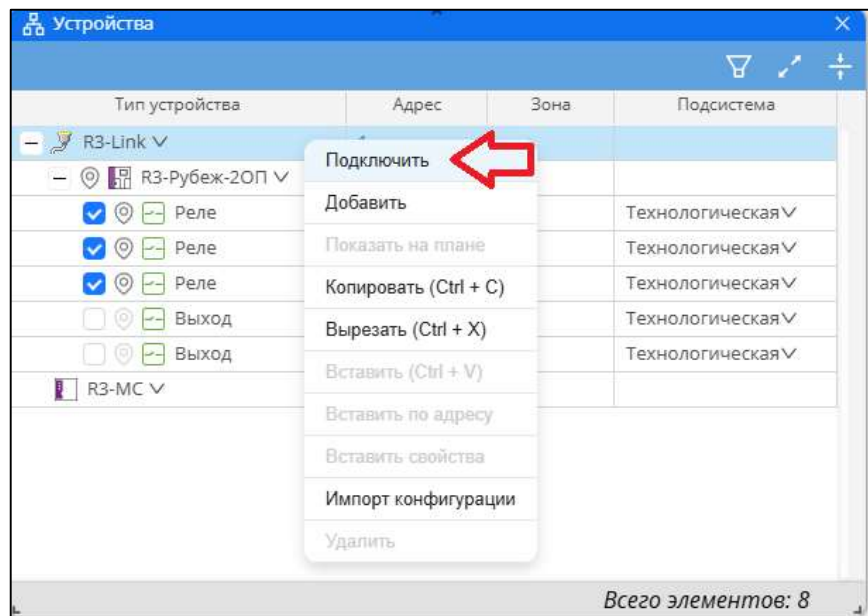 Устройства
Тип устройства Адрес Зона Подсистема
R3-Link
Подключить
R3-Рубеж-2ОП
Добавить
Реле Технологическая
Показать на плане
Реле Технологическая
Копировать (Ctrl + C)
Реле Технологическая
Вырезать (Ctrl + X)
Выход Технологическая
Выход Технологическая
Вставить (Ctrl + V)
R3-МС
Вставить по адресу
Вставить свойства
Импорт конфигурации
Удалить
Всего элементов: 8